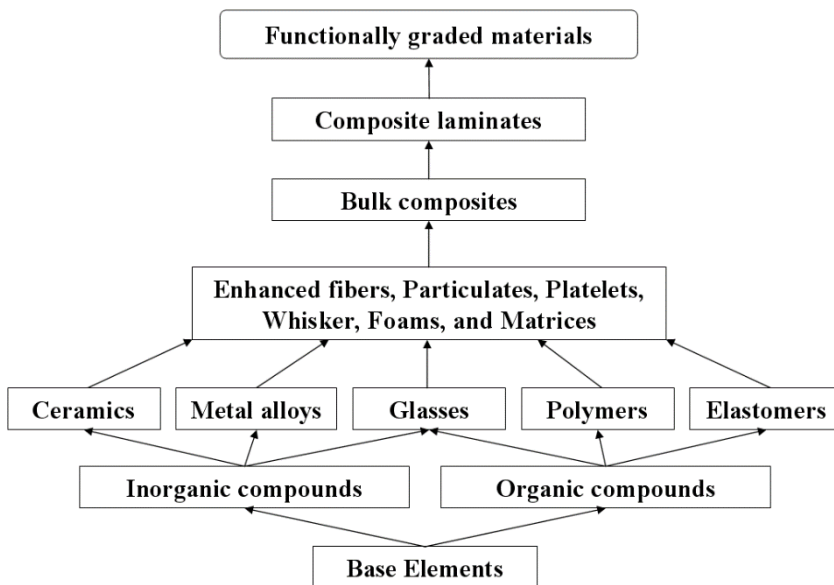 Functionally graded materials
Composite laminates
Bulk composites
Enhanced fibers, Particulates, Platelets,
Whisker, Foams, and Matrices
Ceramics
Metal alloys
Glasses
Polymers
Elastomers
Inorganic compounds
Organic compounds
Base Elements